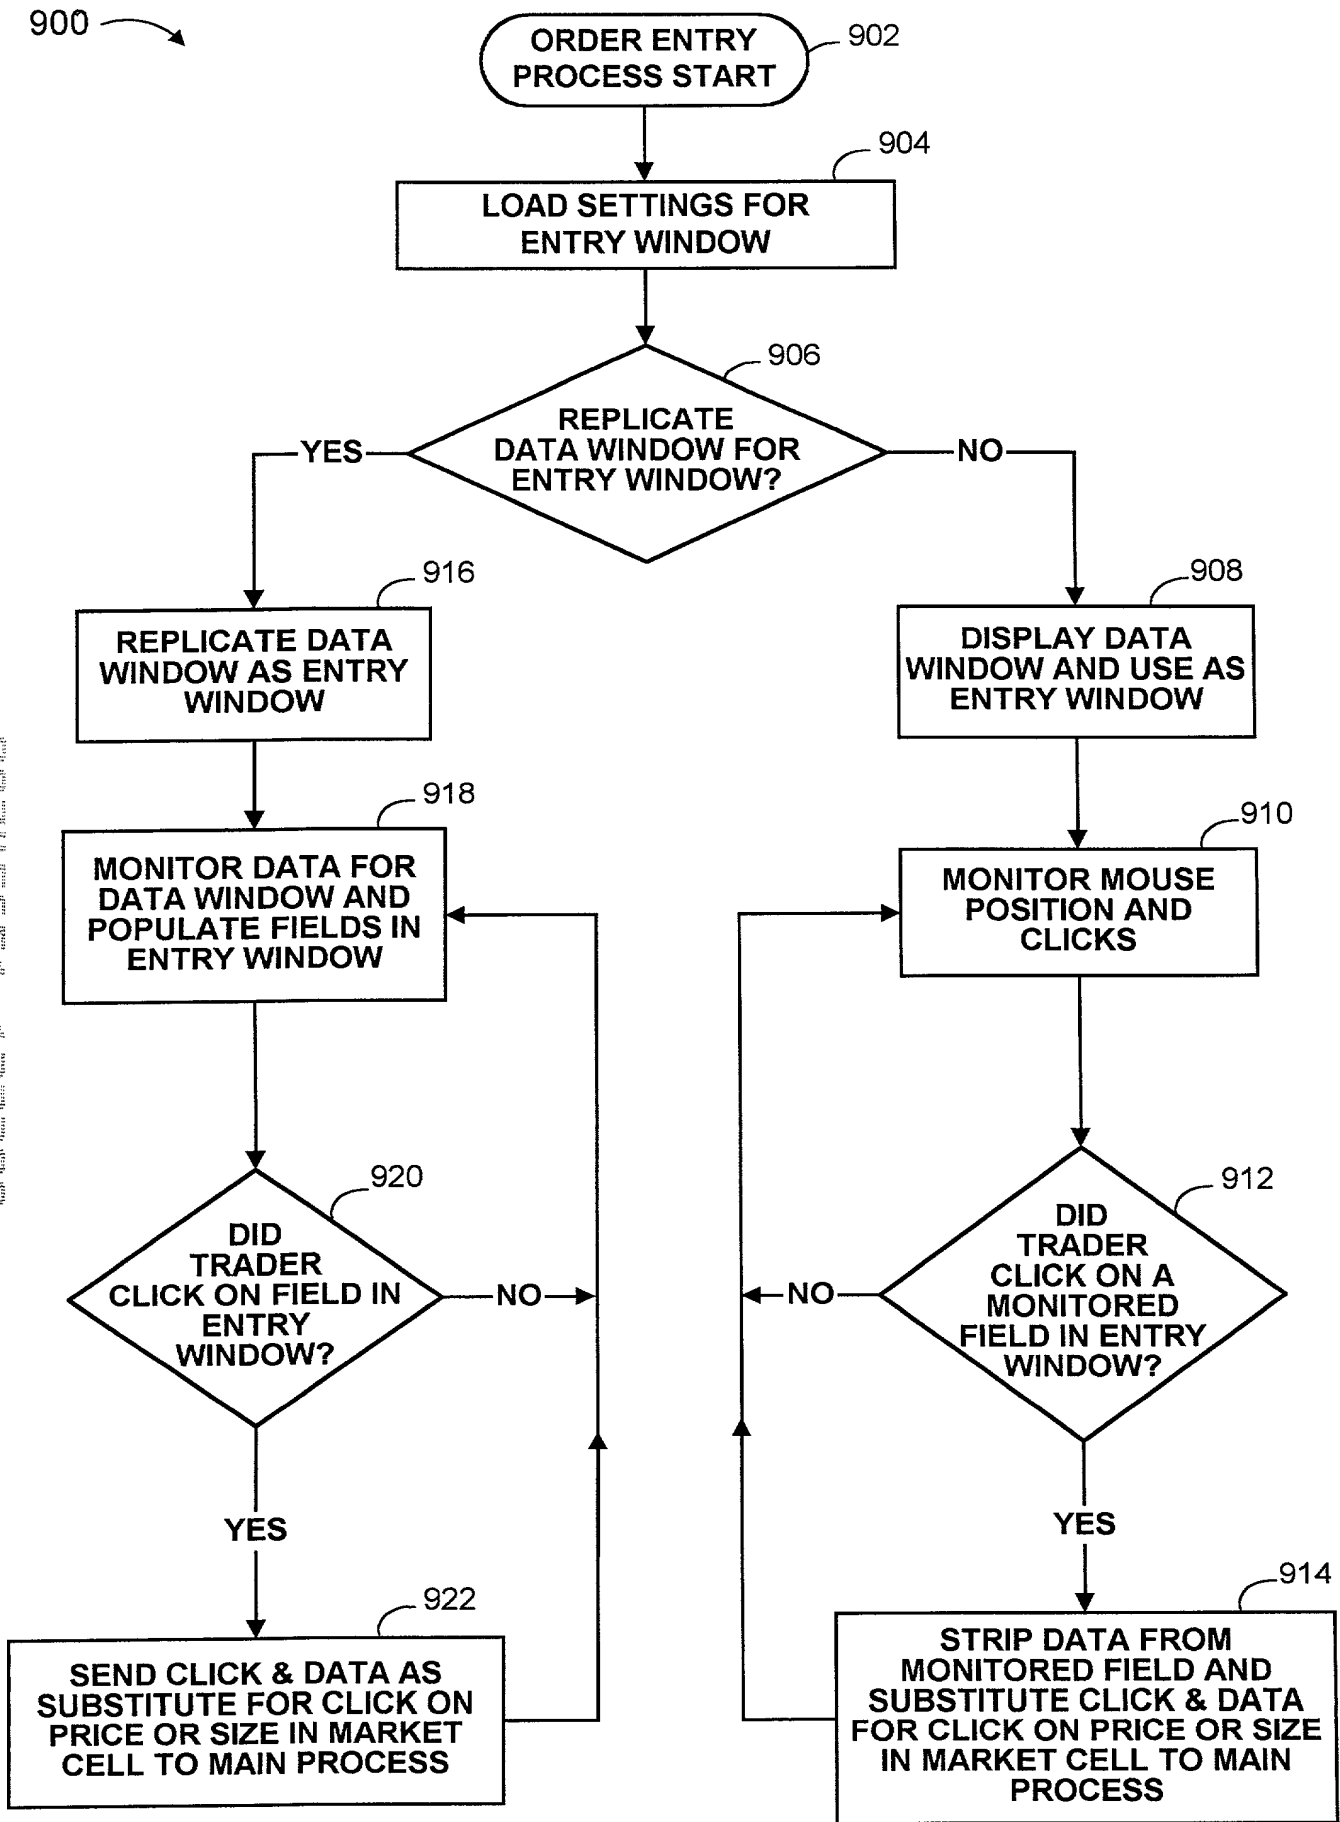 900
ORDER ENTRY
PROCESS START
902
904
LOAD SETTINGS FOR
ENTRY WINDOW
906
REPLICATE
DATA WINDOW FOR
ENTRY WINDOW?
YES
NO
916
REPLICATE DATA
WINDOW AS ENTRY
WINDOW
908
DISPLAY DATA
WINDOW AND USE AS
ENTRY WINDOW
918
MONITOR DATA FOR
DATA WINDOW AND
POPULATE FIELDS IN
ENTRY WINDOW
910
MONITOR MOUSE
POSITION AND
CLICKS
920
DID
TRADER
CLICK ON FIELD IN
ENTRY
WINDOW?
NO
912
DID
TRADER
CLICK ON A
MONITORED
FIELD IN ENTRY
WINDOW?
NO
YES
YES
922
SEND CLICK & DATA AS
SUBSTITUTE FOR CLICK ON
PRICE OR SIZE IN MARKET
CELL TO MAIN PROCESS
914
STRIP DATA FROM
MONITORED FIELD AND
SUBSTITUTE CLICK & DATA
FOR CLICK ON PRICE OR SIZE
IN MARKET CELL TO MAIN
PROCESS